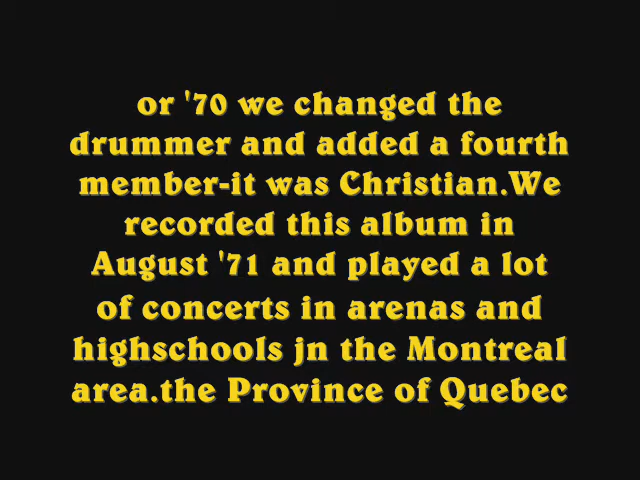 or '70 we changed the
drummer and added a fourth
member-it was Christian.We
recorded this album in
August '71 and played a lot
of concerts in arenas and
highschools jn the Montreal
area.the Province of Quebec